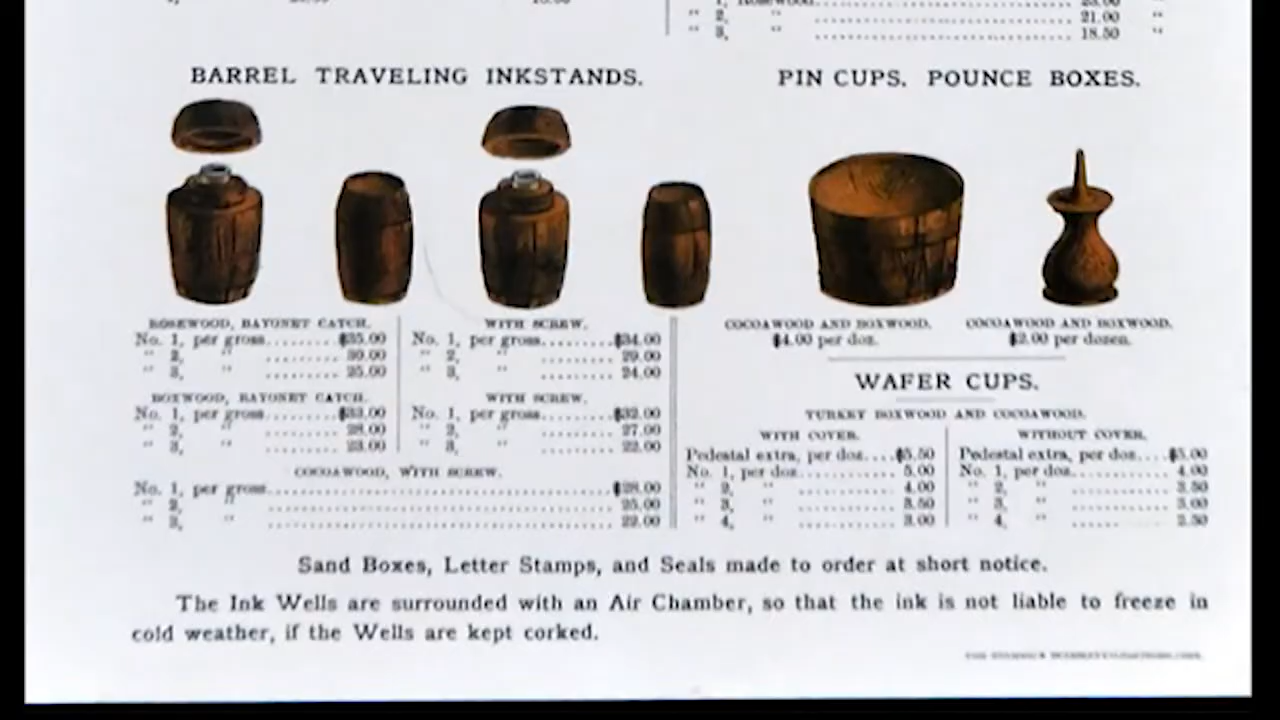 1, Rosewood
" 2, " 21.00 "
" 3, " 18.50 "
BARREL TRAVELING INKSTANDS.
ROSEWOOD, BAYONET CATCH.
No. 1, per gross........$35.00
" 2, " ......... 30.00
" 3, " ......... 25.00
WITH SCREW.
No. 1, per gross........$34.00
" 2, " ......... 29.00
" 3, " ......... 24.00
BOXWOOD, BAYONET CATCH.
No. 1, per gross........$33.00
" 2, " ......... 28.00
" 3, " ......... 23.00
WITH SCREW.
No. 1, per gross........$32.00
" 2, " ......... 27.00
" 3, " ......... 22.00
COCOAWOOD, WITH SCREW.
No. 1, per gross........$28.00
" 2, " ......... 25.00
" 3, " ......... 22.00
PIN CUPS. POUNCE BOXES.
COCOAWOOD AND BOXWOOD.
$4.00 per doz.
COCOAWOOD AND BOXWOOD.
$2.00 per dozen.
WAFER CUPS.
TURKEY BOXWOOD AND COCOAWOOD.
WITH COVER.
Pedestal extra, per doz....$5.50
No. 1, per doz........... 5.00
" 2, " .......... 4.00
" 3, " .......... 3.50
" 4, " .......... 3.00
WITHOUT COVER.
Pedestal extra, per doz....$5.00
No. 1, per doz........... 4.00
" 2, " .......... 3.50
" 3, " .......... 3.00
" 4, " .......... 2.50
Sand Boxes, Letter Stamps, and Seals made to order at short notice.
The Ink Wells are surrounded with an Air Chamber, so that the ink is not liable to freeze in
cold weather, if the Wells are kept corked.